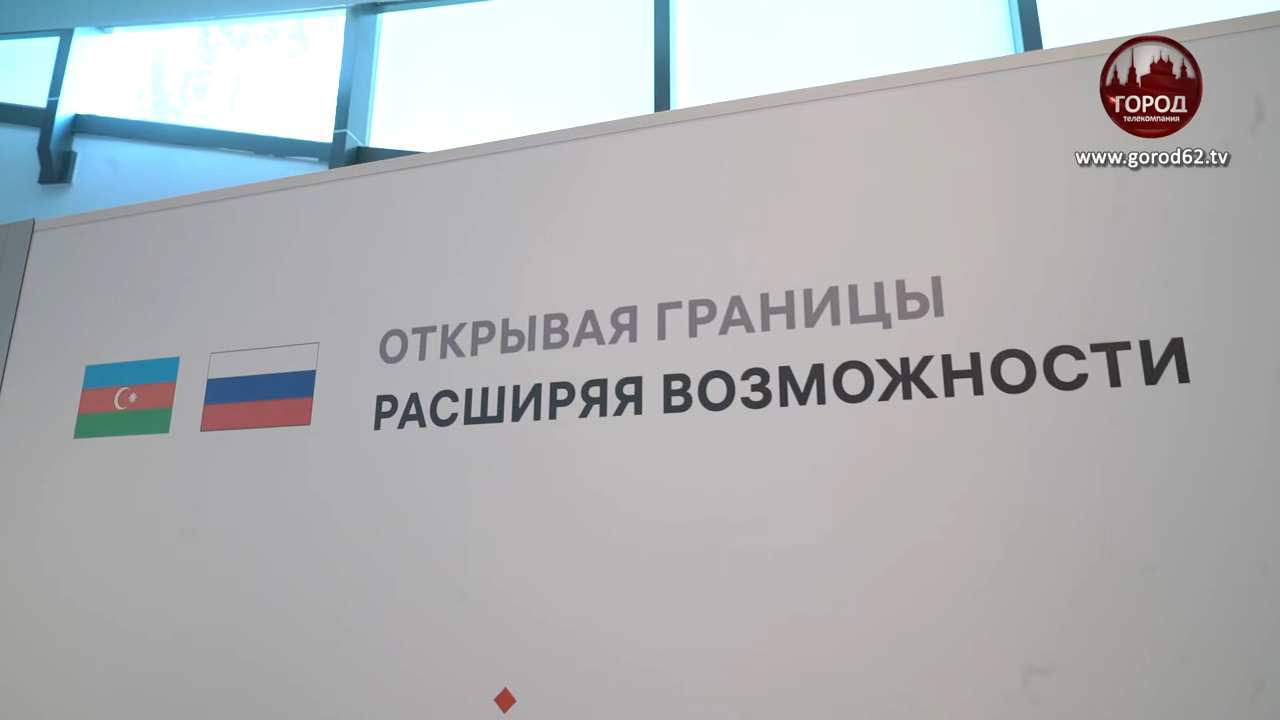 ГОРОД
телекомпания
www.gorod62.tv
ОТКРЫВАЯ ГРАНИЦЫ
РАСШИРЯЯ ВОЗМОЖНОСТИ